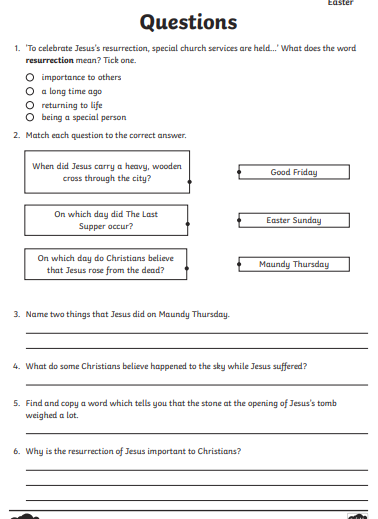 Easter
Questions
1. 'To celebrate Jesus's resurrection, special church services are held...' What does the word
resurrection mean? Tick one.
importance to others
a long time ago
returning to life
being a special person
2. Match each question to the correct answer.
When did Jesus carry a heavy, wooden
cross through the city?
Good Friday
On which day did The Last
Supper occur?
Easter Sunday
On which day do Christians believe
that Jesus rose from the dead?
Maundy Thursday
3. Name two things that Jesus did on Maundy Thursday.
4. What do some Christians believe happened to the sky while Jesus suffered?
5. Find and copy a word which tells you that the stone at the opening of Jesus's tomb
weighed a lot.
6. Why is the resurrection of Jesus important to Christians?